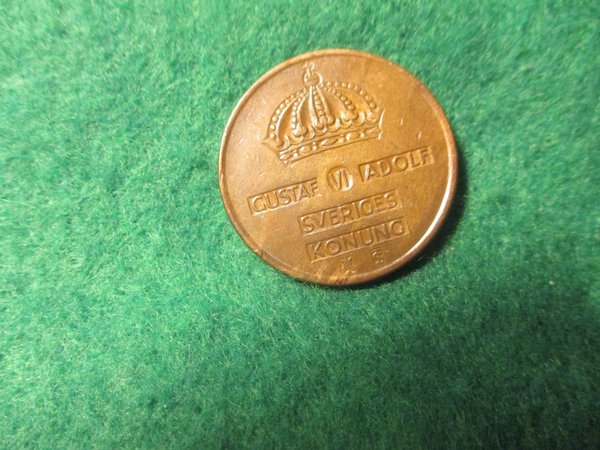 GUSTAF VI ADOLF
SVERIGES
KONUNG